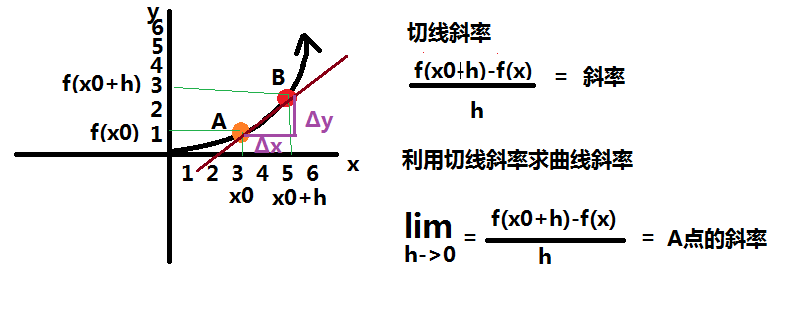 y
6
5
4
3
2
1
f(x0+h)
f(x0)
A
B
Δy
Δx
1 2 3 4 5 6
x
x0
x0+h
切线斜率
f(x0+h)-f(x)
= 斜率
h
利用切线斜率求曲线斜率
lim
h->0
=
f(x0+h)-f(x)
h
= A点的斜率